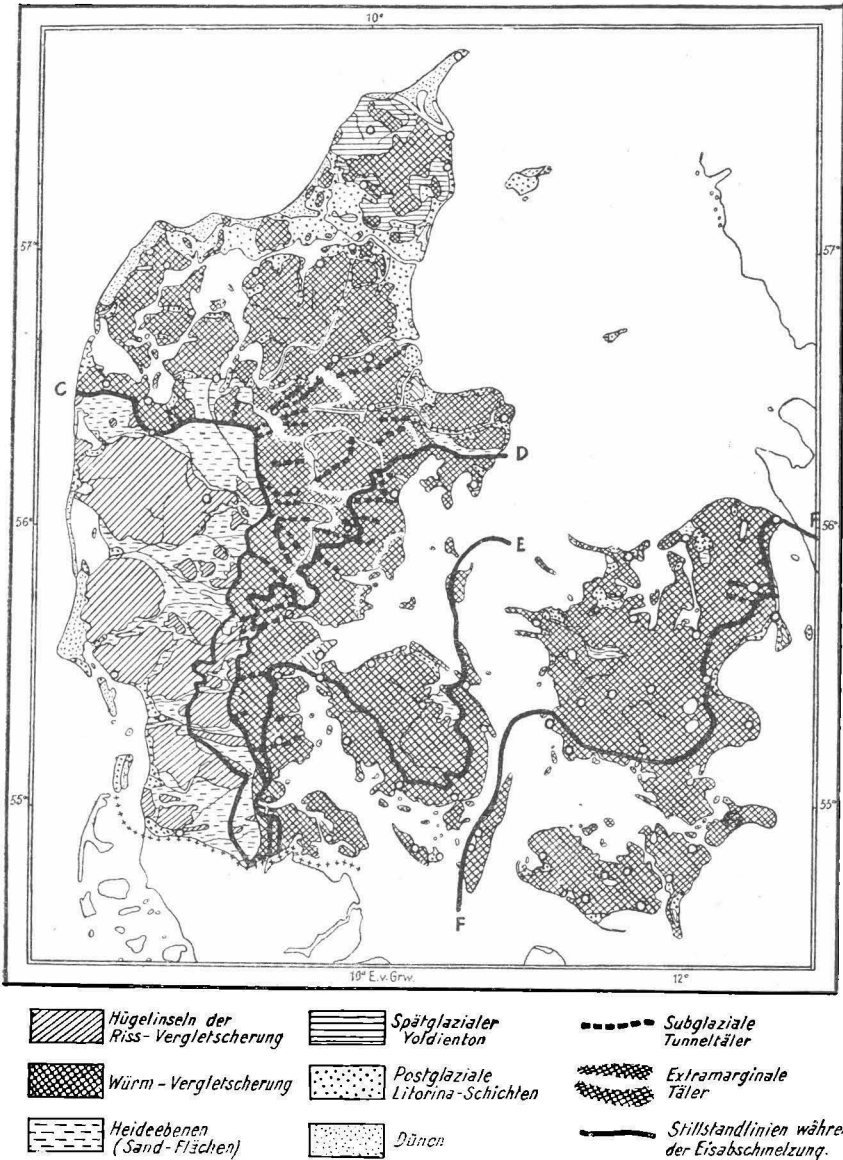 10°
57°
57°
C
D
56°
56°
E
F
55°
55°
F
10° E.v.Grw.
12°
Hügelinseln der
Riss-Vergletscherung
Würm-Vergletscherung
Heideebenen
(Sand-Flächen)
Spätglazialer
Yoldienton
Postglaziale
Litorina-Schichten
Dünen
Subglaziale
Tunneltäler
Extramarginale
Täler
Stillstandlinien währe
der Eisabschmelzung.